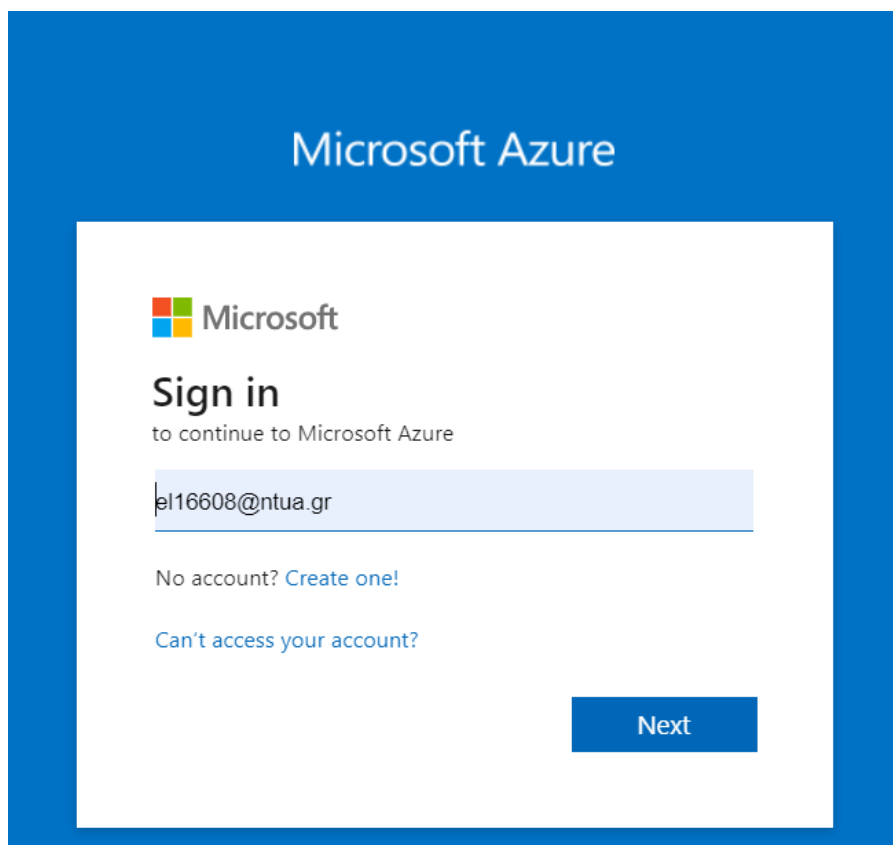 Microsoft Azure
Microsoft
Sign in
to continue to Microsoft Azure
el16608@ntua.gr
No account? Create one!
Can't access your account?
Next